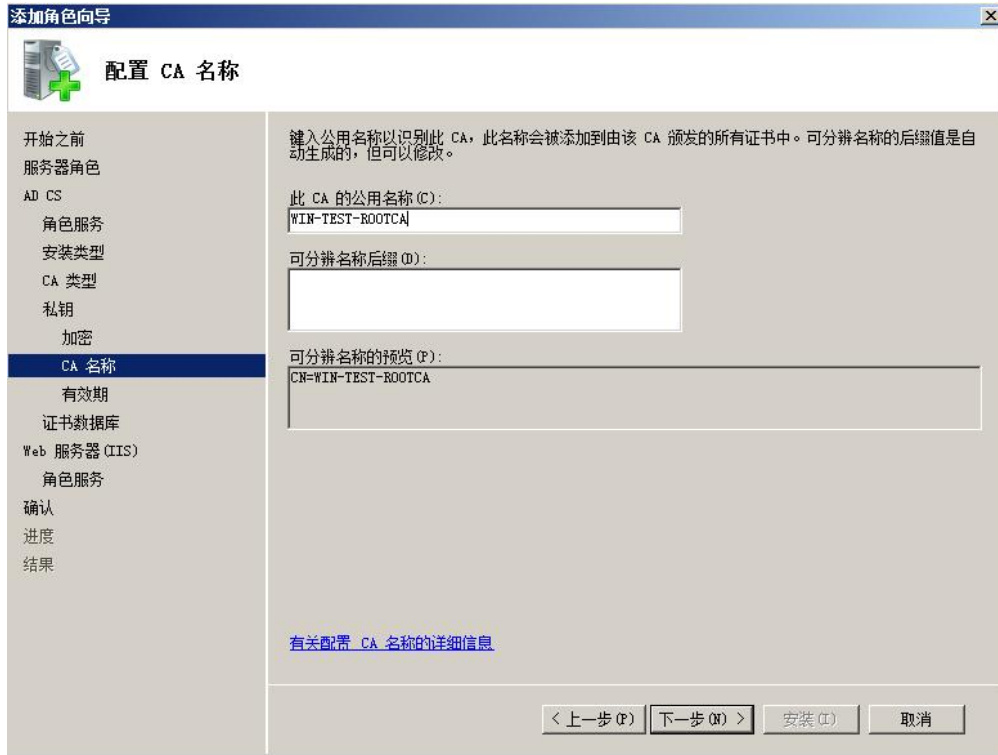 添加角色向导
配置 CA 名称
开始之前
服务器角色
AD CS
角色服务
安装类型
CA 类型
私钥
加密
CA 名称
有效期
证书数据库
Web 服务器(IIS)
角色服务
确认
进度
结果
键入公用名称以识别此 CA，此名称会被添加到由该 CA 颁发的所有证书中。可分辨名称的后缀值是自
动生成的，但可以修改。
此 CA 的公用名称(C):
WIN-TEST-ROOTCA
可分辨名称后缀(D):
可分辨名称的预览(P):
CN=WIN-TEST-ROOTCA
有关配置 CA 名称的详细信息
< 上一步(P)
下一步(N) >
安装(I)
取消